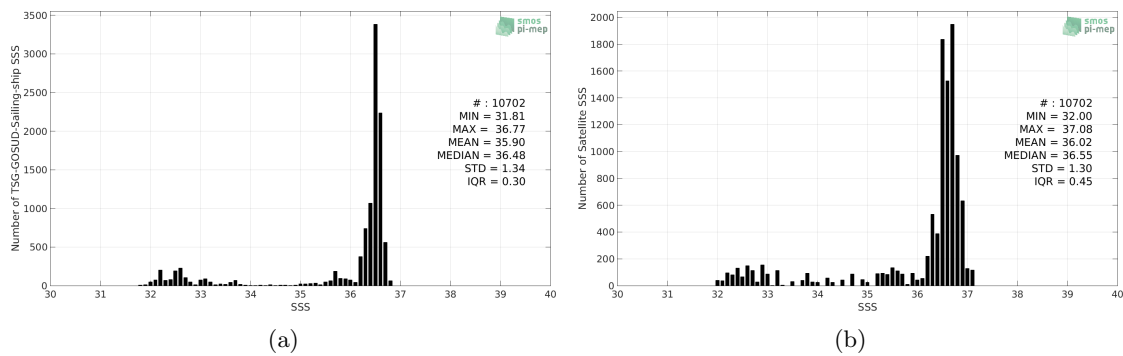 smos
pi-mep
Number of TSG-GOSUD-Sailing-ship SSS
3500
3000
2500
2000
1500
1000
500
0
# : 10702
MIN = 31.81
MAX = 36.77
MEAN = 35.90
MEDIAN = 36.48
STD = 1.34
IQR = 0.30
30 31 32 33 34 35 36 37 38 39 40
SSS
(a)
smos
pi-mep
Number of Satellite SSS
2000
1800
1600
1400
1200
1000
800
600
400
200
0
# : 10702
MIN = 32.00
MAX = 37.08
MEAN = 36.02
MEDIAN = 36.55
STD = 1.30
IQR = 0.45
30 31 32 33 34 35 36 37 38 39 40
SSS
(b)